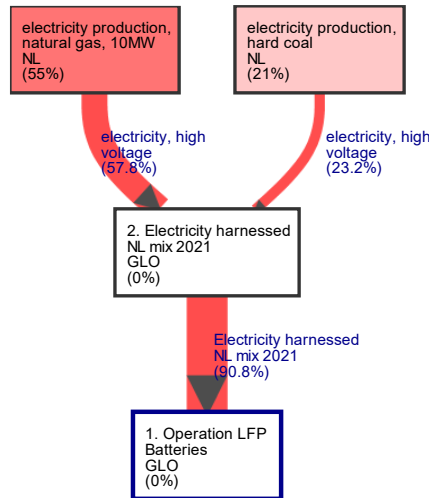 electricity production,
natural gas, 10MW
NL
(55%)
electricity production,
hard coal
NL
(21%)
electricity, high
voltage
(57.8%)
electricity, high
voltage
(23.2%)
2. Electricity harnessed
NL mix 2021
GLO
(0%)
Electricity harnessed
NL mix 2021
(90.8%)
1. Operation LFP
Batteries
GLO
(0%)